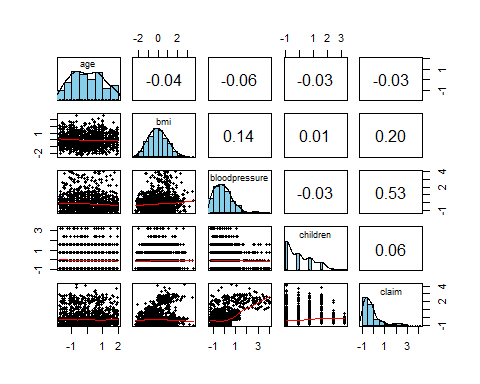 -2 0 2
-1 1 2 3
age
-0.04
-0.06
-0.03
-0.03
-1 1
bmi
0.14
0.01
0.20
-2 1
bloodpressure
-0.03
0.53
-1 2 4
children
0.06
-1 1 3
claim
-1 2 4
-1 1 2
-1 1 3
-1 1 3